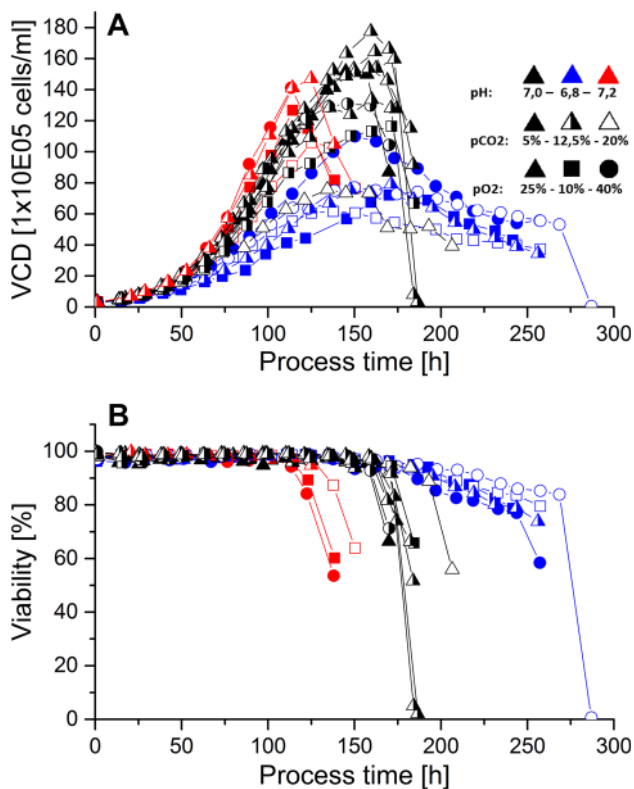 A
VCD [1x10E05 cells/ml]
180
160
140
120
100
80
60
40
20
0
pH: 7,0 – 6,8 – 7,2
pCO2: 5% - 12,5% - 20%
pO2: 25% - 10% - 40%
0 50 100 150 200 250 300
Process time [h]
B
Viability [%]
100
80
60
40
20
0
0 50 100 150 200 250 300
Process time [h]